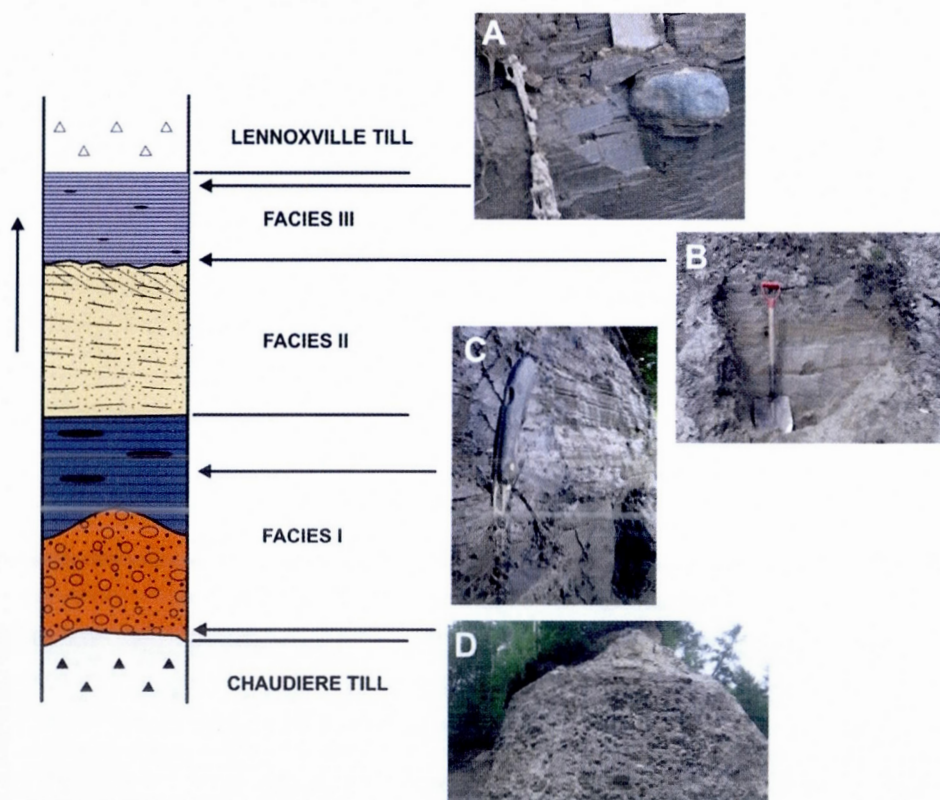 A
LENNOXVILLE TILL
FACIES III
B
FACIES II
C
FACIES I
D
CHAUDIERE TILL